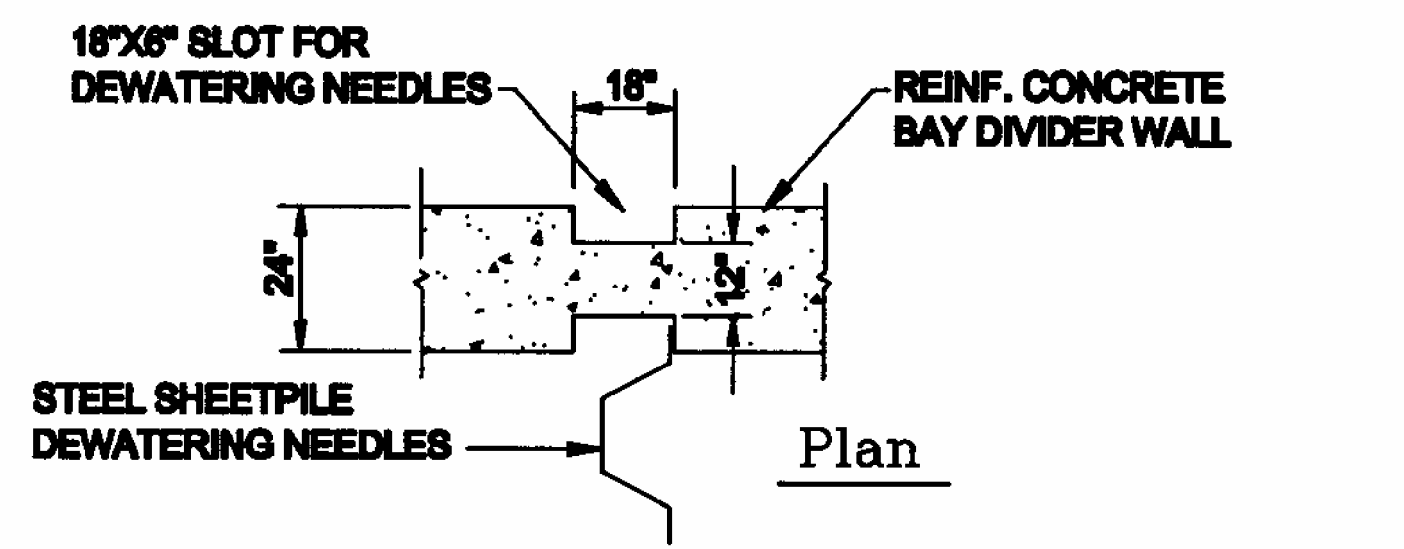 18"X6" SLOT FOR
DEWATERING NEEDLES
18"
REINF. CONCRETE
BAY DIVIDER WALL
24"
12"
STEEL SHEETPILE
DEWATERING NEEDLES
Plan